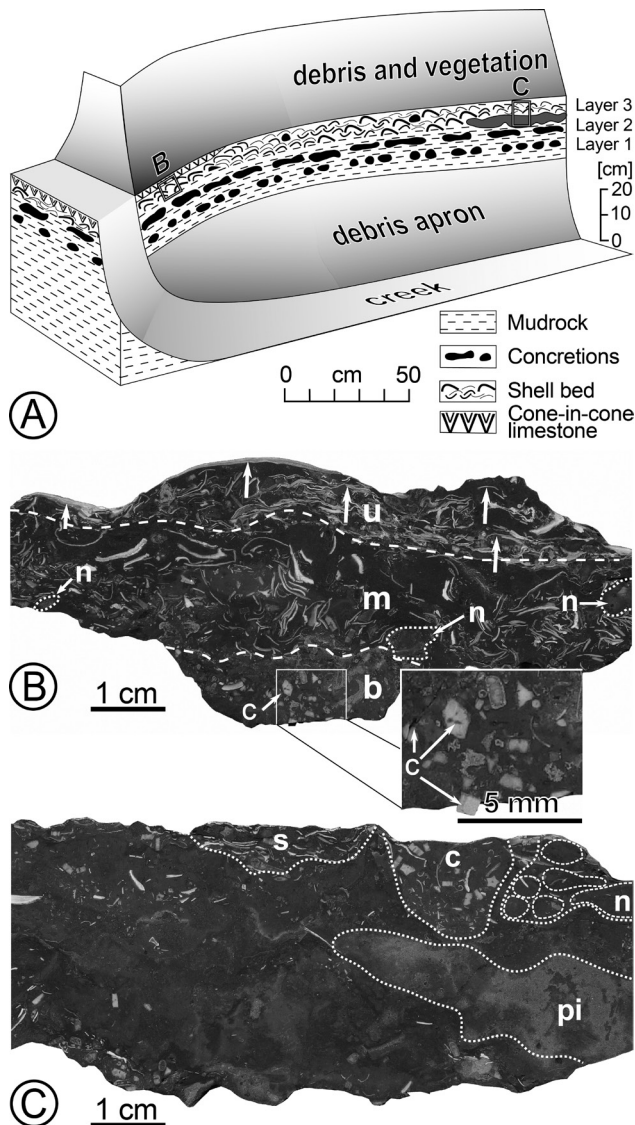 debris and vegetation
C
B
Layer 3
Layer 2
Layer 1
[cm]
20
10
0
debris apron
creek
Mudrock
Concretions
Shell bed
Cone-in-cone
limestone
0 cm 50
A
u
n
m
n
n
b
c
c
B
1 cm
5 mm
s
c
n
pi
C
1 cm